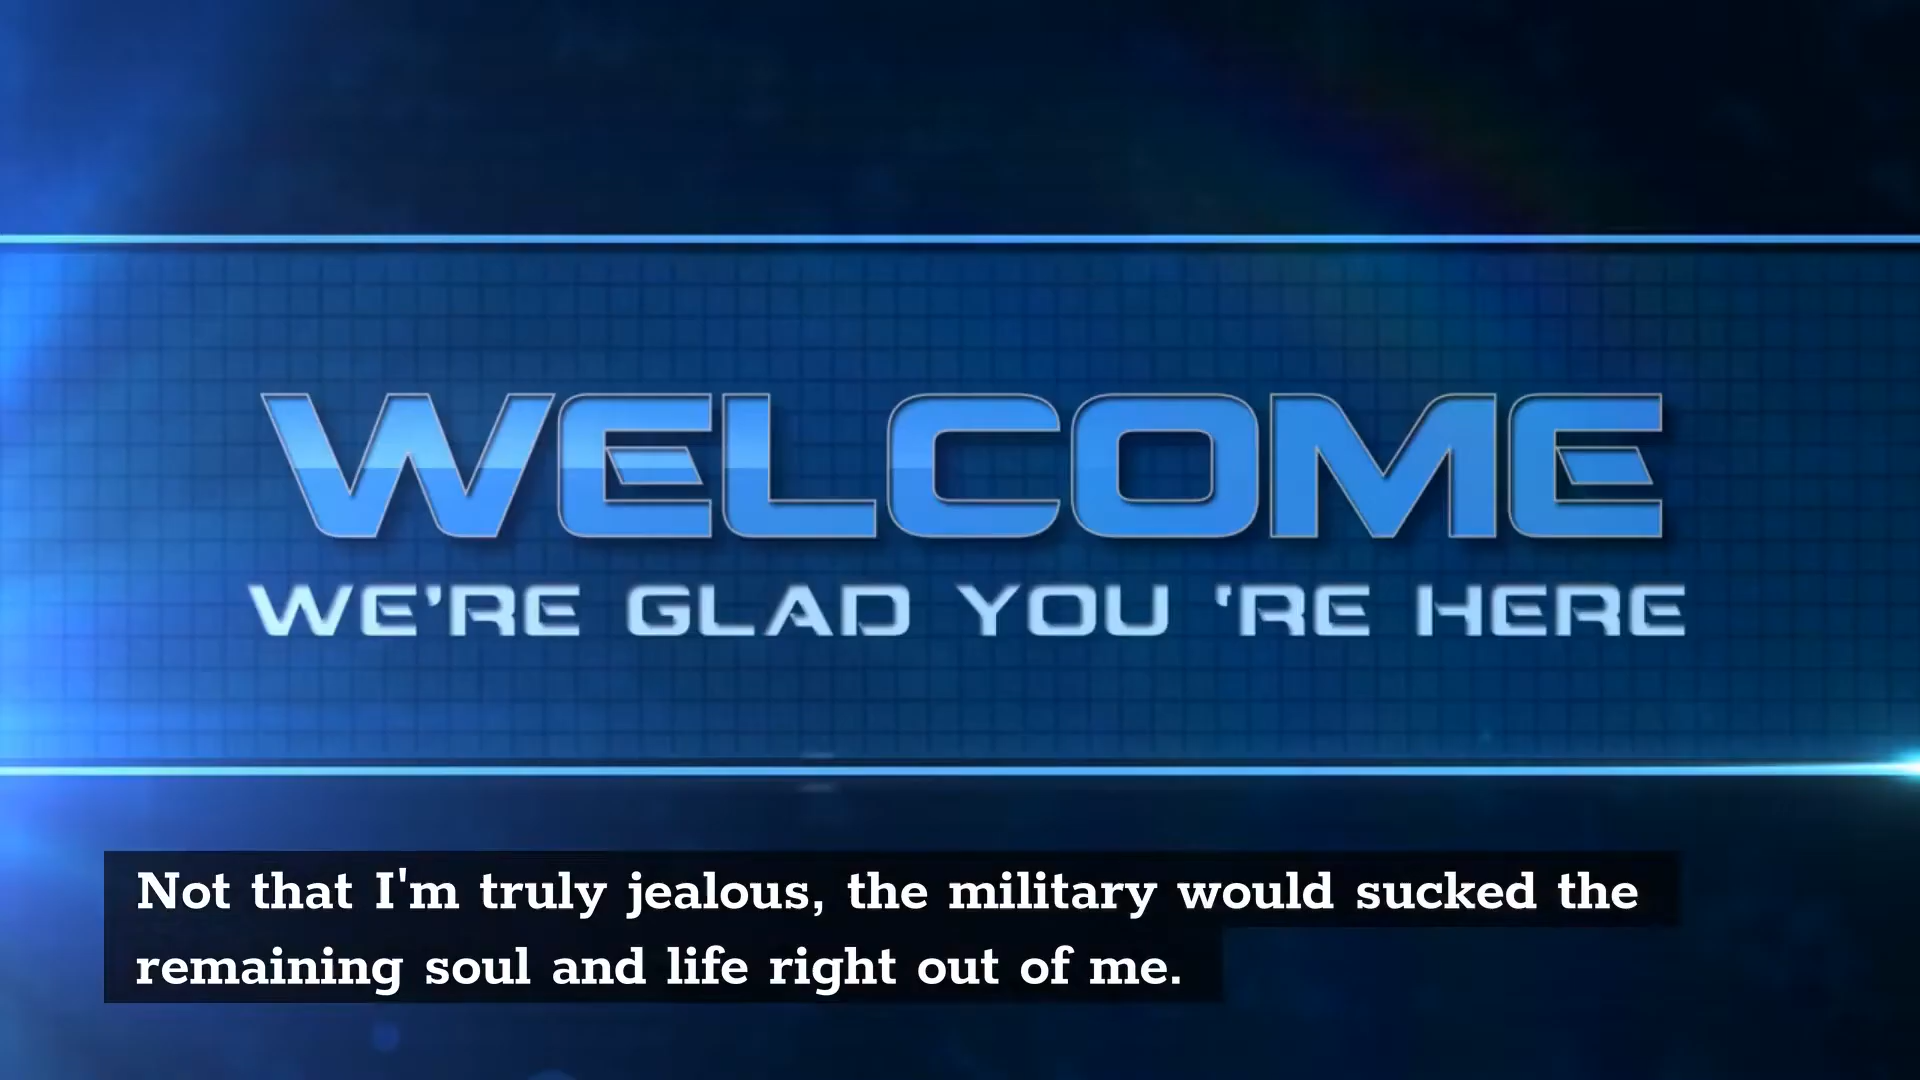 WELCOME
WE'RE GLAD YOU 'RE HERE
Not that I'm truly jealous, the military would sucked the
remaining soul and life right out of me.